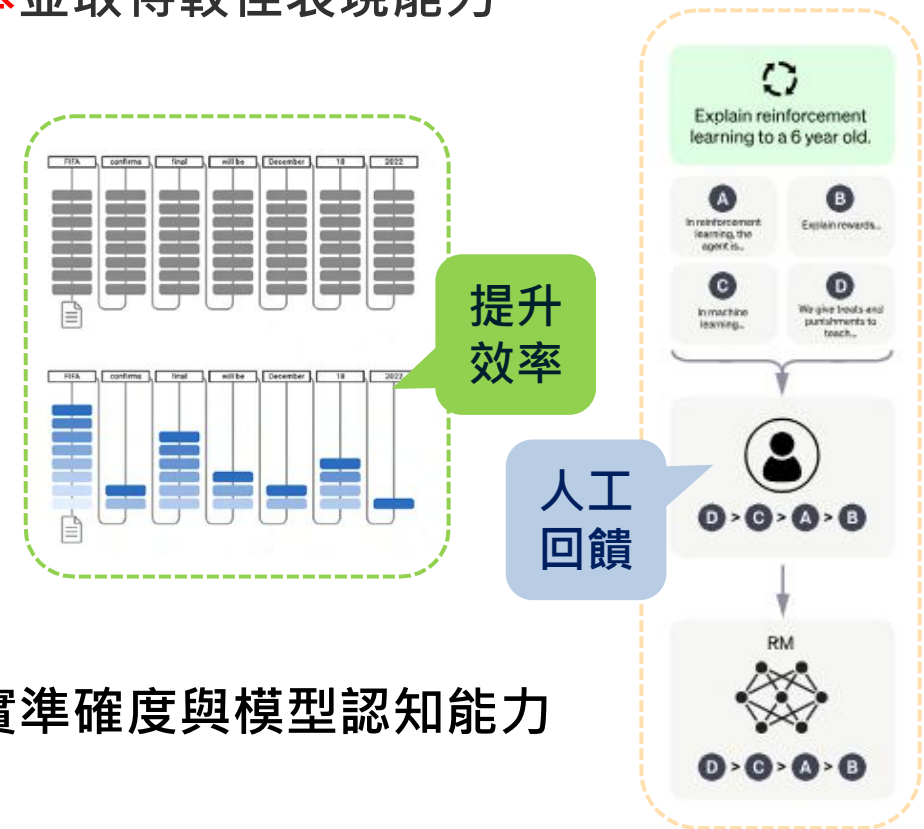 並取得較佳表現能力
Explain reinforcement
learning to a 6 year old.
A
In reinforcement
learning, the
agent is...
B
Explain rewards...
C
In machine
learning...
D
We give treats and
punishments to
teach...
FIFA confirms final will be December 18 2022
提升
效率
FIFA confirms final will be December 18 2022
人工
回饋
D > C > A > B
RM
D > C > A > B
準確度與模型認知能力